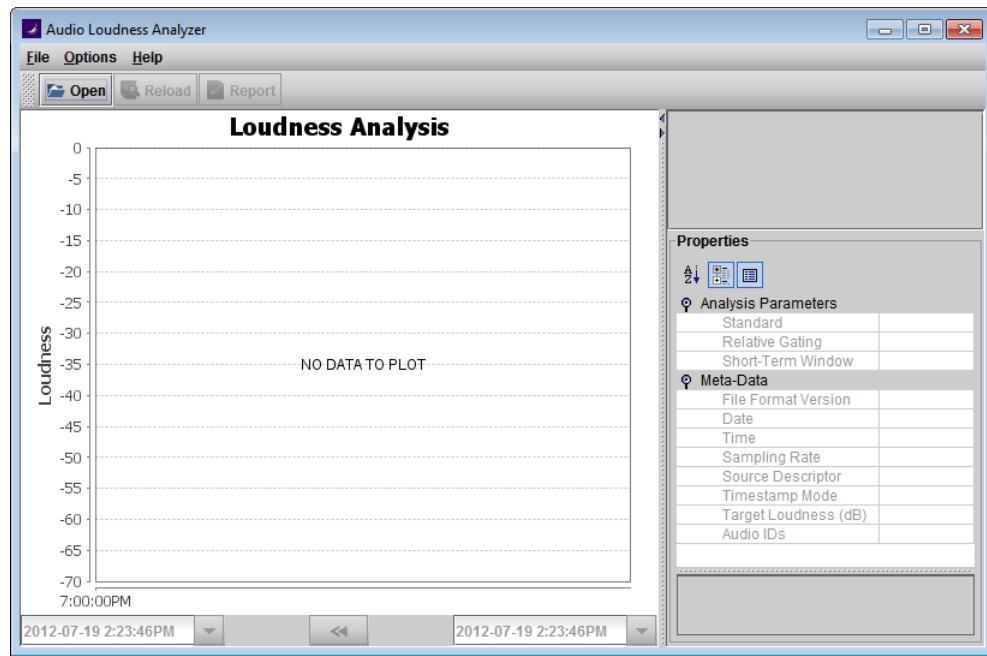 Audio Loudness Analyzer
File Options Help
Open Reload Report
Loudness Analysis
0
-5
-10
-15
-20
-25
-30
-35
-40
-45
-50
-55
-60
-65
-70
Loudness
NO DATA TO PLOT
7:00:00PM
2012-07-19 2:23:46PM
2012-07-19 2:23:46PM
Properties
Analysis Parameters
Standard
Relative Gating
Short-Term Window
Meta-Data
File Format Version
Date
Time
Sampling Rate
Source Descriptor
Timestamp Mode
Target Loudness (dB)
Audio IDs